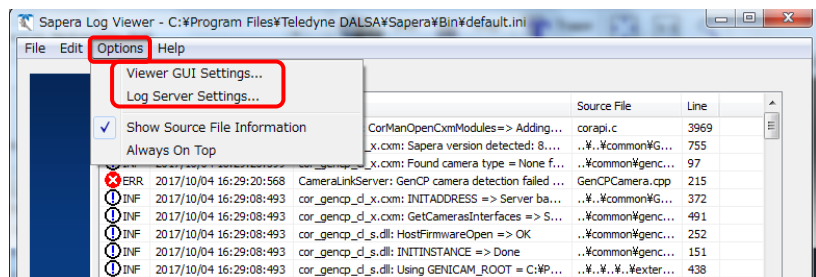 Sapera Log Viewer - C:¥Program Files¥Teledyne DALSA¥Sapera¥Bin¥default.ini
File Edit Options Help
Viewer GUI Settings...
Log Server Settings...
Show Source File Information
Always On Top
Source File Line
CorManOpenCxmModules=> Adding... corapi.c 3969
_x.cxm: Sapera version detected: 8.... ..¥..¥common¥G... 755
cor_gencp_cl_x.cxm: Found camera type = None f... ..¥common¥genc... 97
ERR 2017/10/04 16:29:20:568 CameraLinkServer: GenCP camera detection failed ... GenCPCamera.cpp 215
INF 2017/10/04 16:29:08:493 cor_gencp_cl_x.cxm: INITADDRESS => Server ba... ..¥..¥common¥G... 372
INF 2017/10/04 16:29:08:493 cor_gencp_cl_x.cxm: GetCamerasInterfaces => S... ..¥common¥genc... 491
INF 2017/10/04 16:29:08:493 cor_gencp_cl_s.dll: HostFirmwareOpen => OK ..¥common¥genc... 252
INF 2017/10/04 16:29:08:493 cor_gencp_cl_s.dll: INITINSTANCE => Done ..¥common¥genc... 151
INF 2017/10/04 16:29:08:493 cor_gencp_cl_s.dll: Using GENICAM_ROOT = C:¥P... ..¥..¥..¥..¥exter... 438